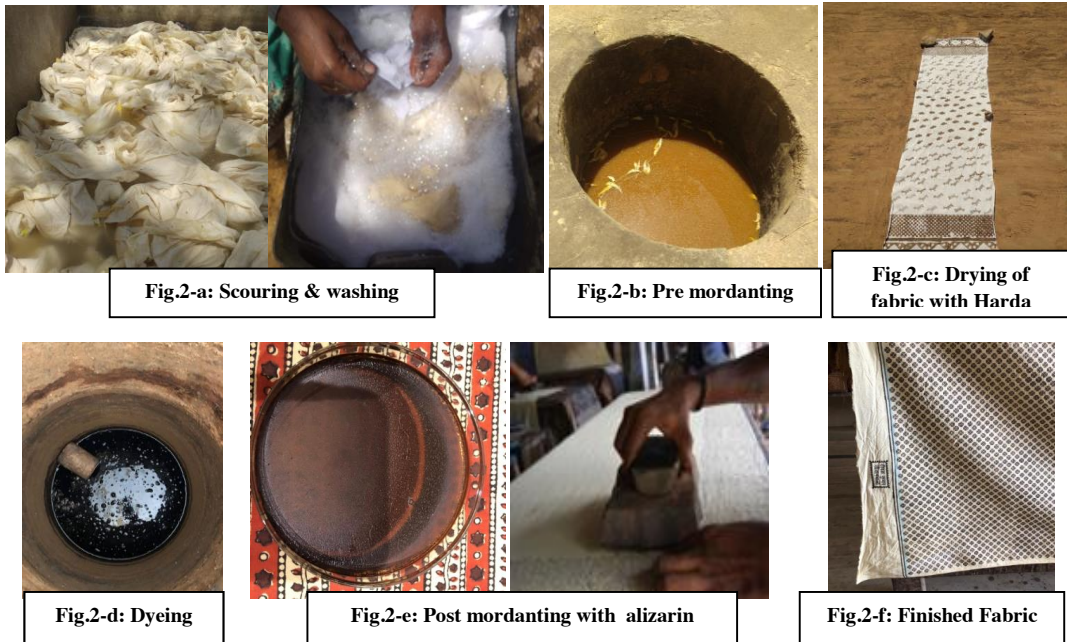 Fig.2-a: Scouring & washing
Fig.2-b: Pre mordanting
Fig.2-c: Drying of
fabric with Harda
Fig.2-d: Dyeing
Fig.2-e: Post mordanting with alizarin
Fig.2-f: Finished Fabric